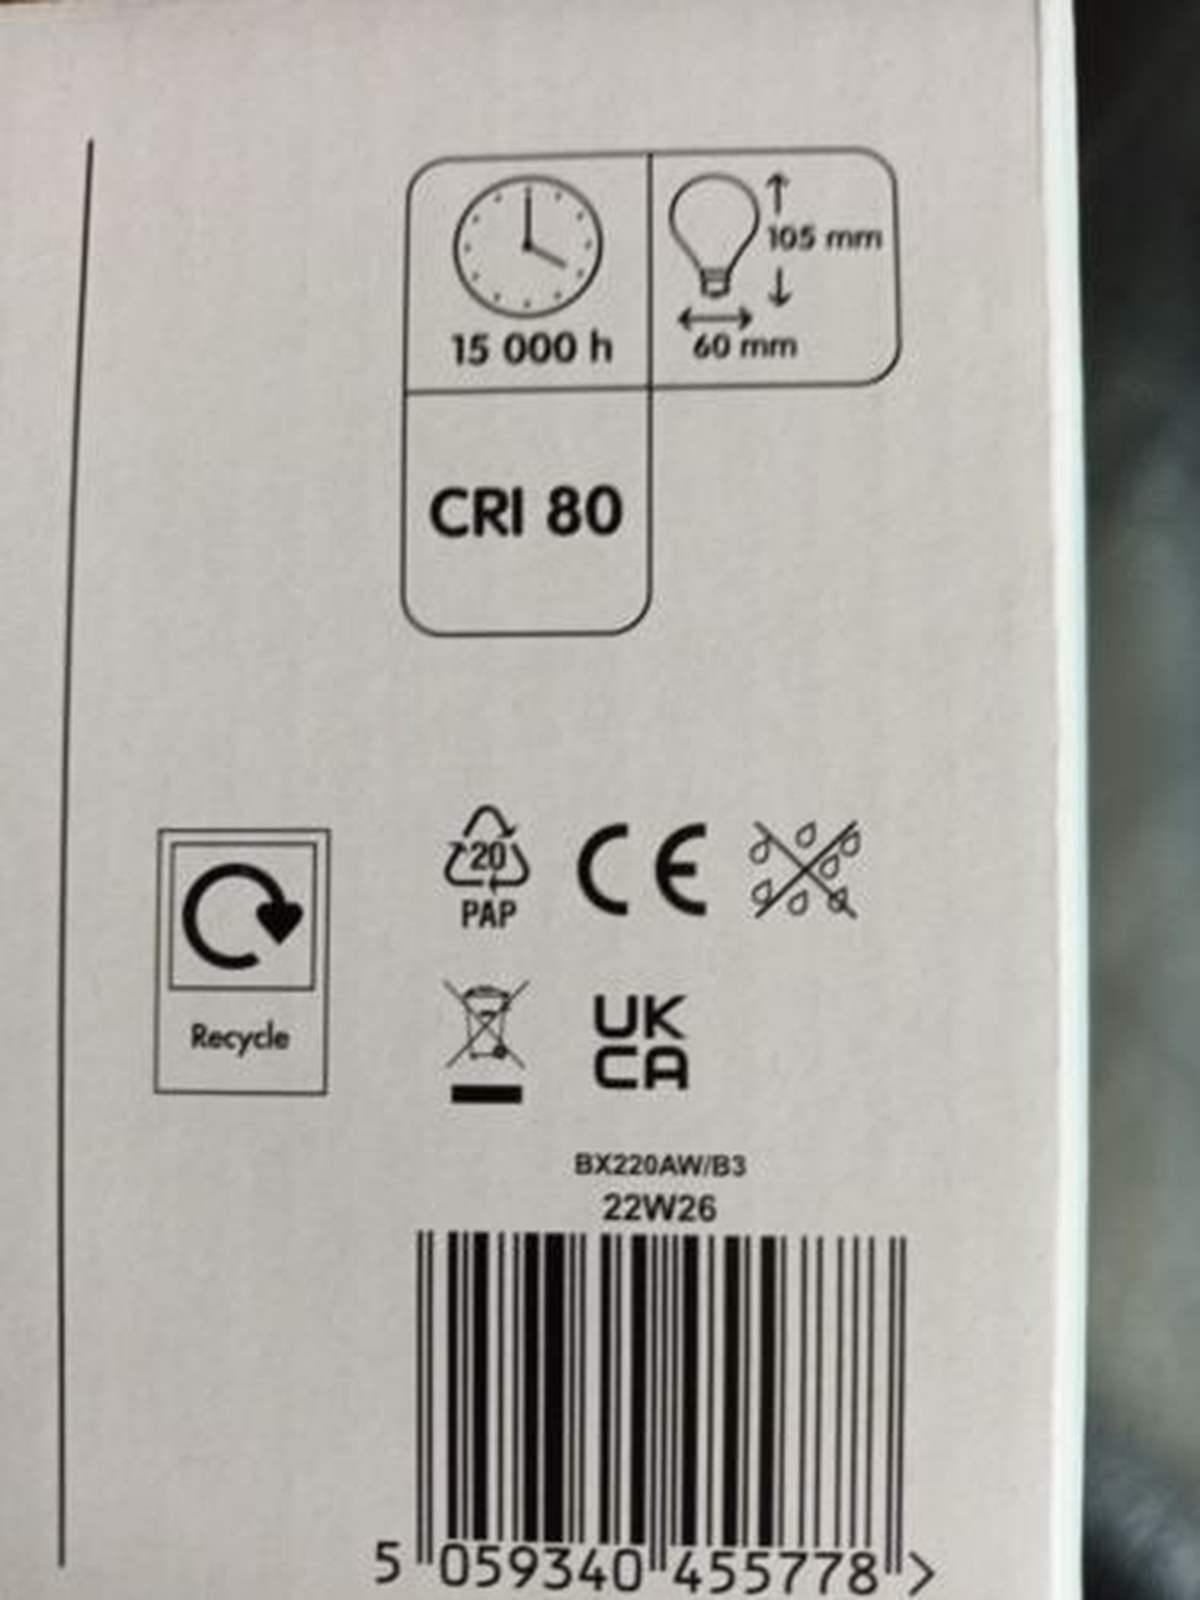 105 mm
15 000 h
60 mm
CRI 80
20
PAP
CE
Recycle
UK
CA
BX220AW/B3
22W26
5 059340 455778 >